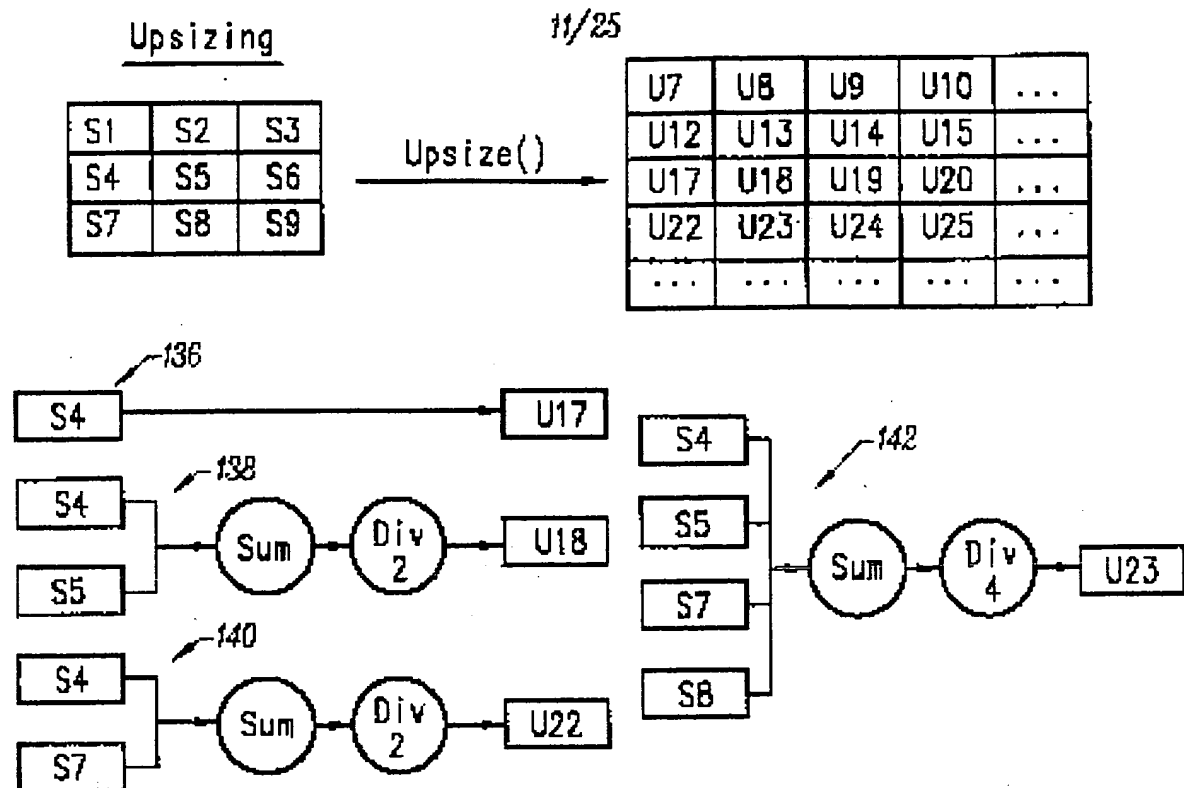 Upsizing
11/25
S1 S2 S3
S4 S5 S6
S7 S8 S9
Upsize()
U7 U8 U9 U10 ...
U12 U13 U14 U15 ...
U17 U18 U19 U20 ...
U22 U23 U24 U25 ...
... ... ... ... ...
136
S4 U17
138
S4
S5
Sum
Div
2
U18
140
S4
S7
Sum
Div
2
U22
142
S4
S5
S7
S8
Sum
Div
4
U23